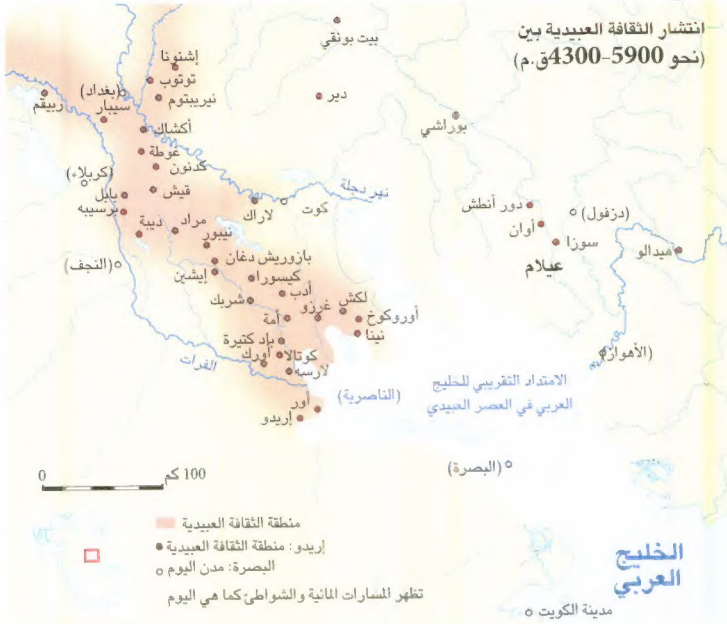 انتشار الثقافة العبيدية بين
(نحو 5900-4300ق.م)
بيت بونقي
إشنونا
توتوب
(بغداد)
نيريبتوم
سيبار
ربيقم
دير
أكشاك
بوراشي
غوطة
كدنون
(كربلاء)
قيش
بابل
برسيبه
نهر دجلة
كوت
لاراك
دور أنطش
(دزفول)
أوان
سوزا
عيلام
ميدالو
ديبة
مراد
نيبور
(النجف)
بازوريش دغان
إيشين
كيسورا
أدب
شربك
غرزو
لكش
أوروكوخ
نينا
أمة
باد كتيرة
كوتالا
أورك
لارسه
الفرات
(الأهواز)
الامتداد التقريبي للخليج
العربي في العصر العبيدي
(الناصرية)
أور
إريدو
(البصرة)
0
100 كم
منطقة الثقافة العبيدية
إريدو: منطقة الثقافة العبيدية
البصرة: مدن اليوم
تظهر المسارات المائية والشواطئ كما هي اليوم
الخليج
العربي
مدينة الكويت